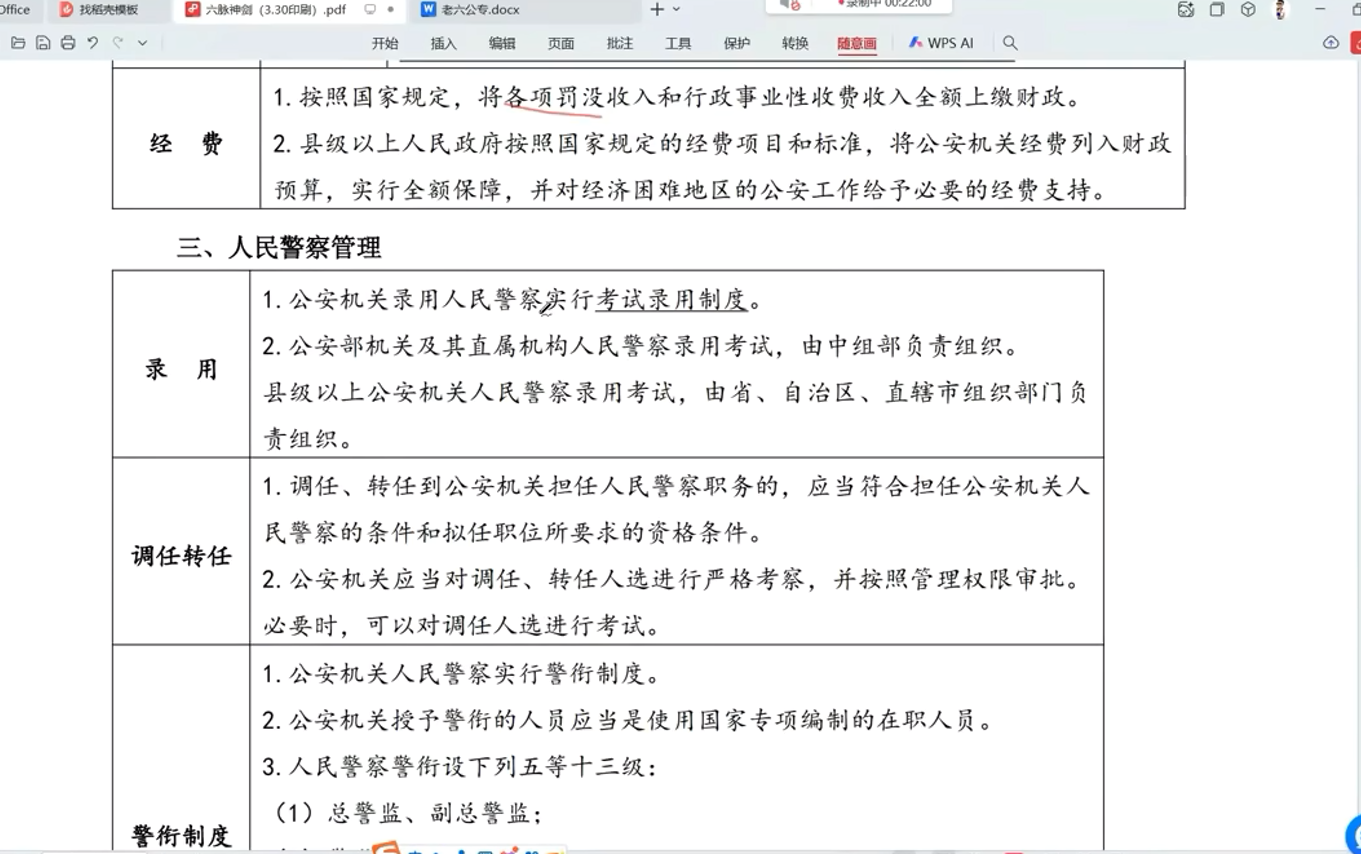 Office
找稻壳模板
六脉神剑（3.30印刷）.pdf
老六公专.docx
录制中 00:22:00
开始 插入 编辑 页面 批注 工具 保护 转换 随意画 WPS AI
经 费
1. 按照国家规定，将各项罚没收入和行政事业性收费收入全额上缴财政。
2. 县级以上人民政府按照国家规定的经费项目和标准，将公安机关经费列入财政
预算，实行全额保障，并对经济困难地区的公安工作给予必要的经费支持。
三、人民警察管理
录 用
1. 公安机关录用人民警察实行考试录用制度。
2. 公安部机关及其直属机构人民警察录用考试，由中组部负责组织。
县级以上公安机关人民警察录用考试，由省、自治区、直辖市组织部门负
责组织。
调任转任
1. 调任、转任到公安机关担任人民警察职务的，应当符合担任公安机关人
民警察的条件和拟任职位所要求的资格条件。
2. 公安机关应当对调任、转任人选进行严格考察，并按照管理权限审批。
必要时，可以对调任人选进行考试。
警衔制度
1. 公安机关人民警察实行警衔制度。
2. 公安机关授予警衔的人员应当是使用国家专项编制的在职人员。
3. 人民警察警衔设下列五等十三级：
（1）总警监、副总警监；